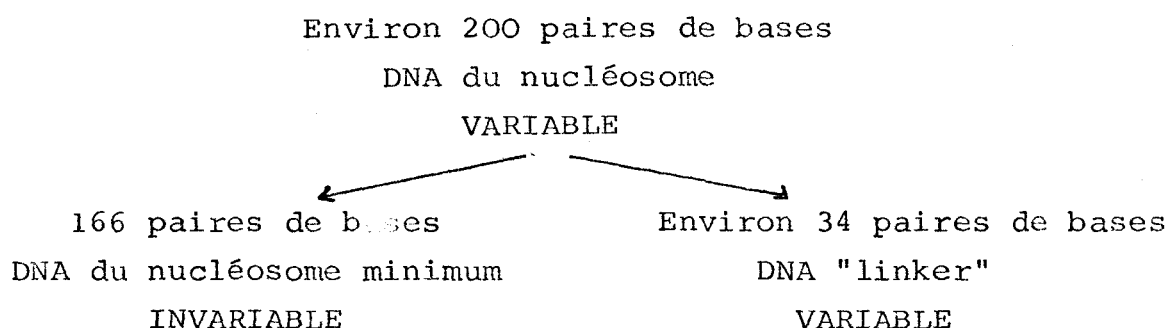 Environ 200 paires de bases
DNA du nucléosome
VARIABLE
166 paires de bases
DNA du nucléosome minimum
INVARIABLE
Environ 34 paires de bases
DNA "linker"
VARIABLE